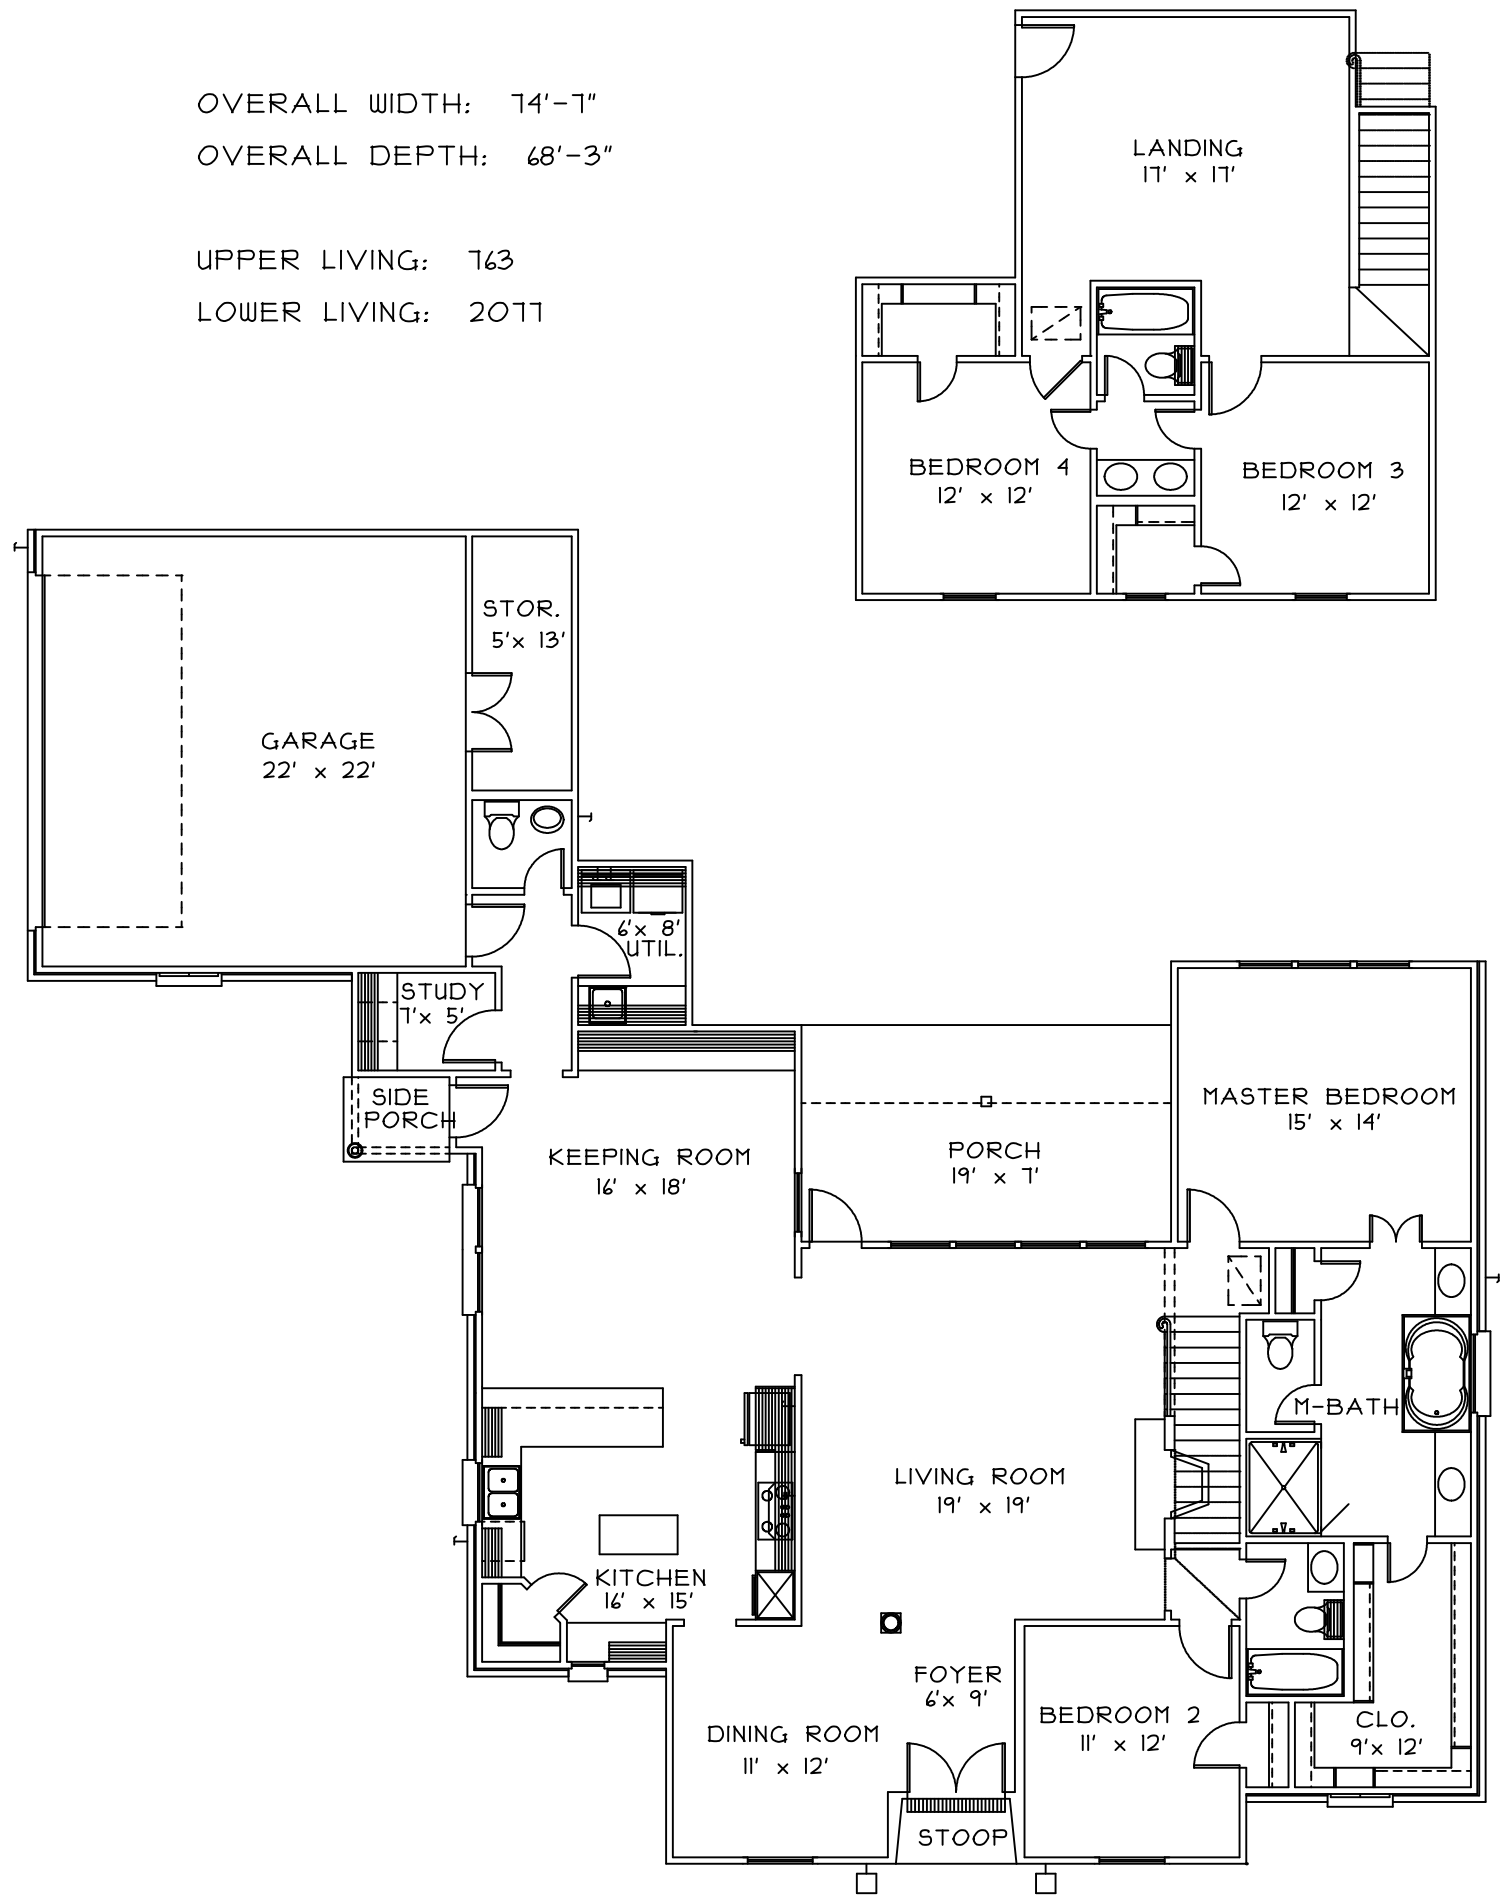 OVERALL WIDTH: 74'-7"
OVERALL DEPTH: 68'-3"
UPPER LIVING: 763
LOWER LIVING: 2077
LANDING
17' x 17'
BEDROOM 4
12' x 12'
BEDROOM 3
12' x 12'
STOR.
5'x 13'
GARAGE
22' x 22'
6'x 8'
UTIL.
STUDY
7'x 5'
SIDE
PORCH
KEEPING ROOM
16' x 18'
PORCH
19' x 7'
MASTER BEDROOM
15' x 14'
M-BATH
LIVING ROOM
19' x 19'
KITCHEN
16' x 15'
FOYER
6'x 9'
DINING ROOM
11' x 12'
BEDROOM 2
11' x 12'
CLO.
9'x 12'
STOOP